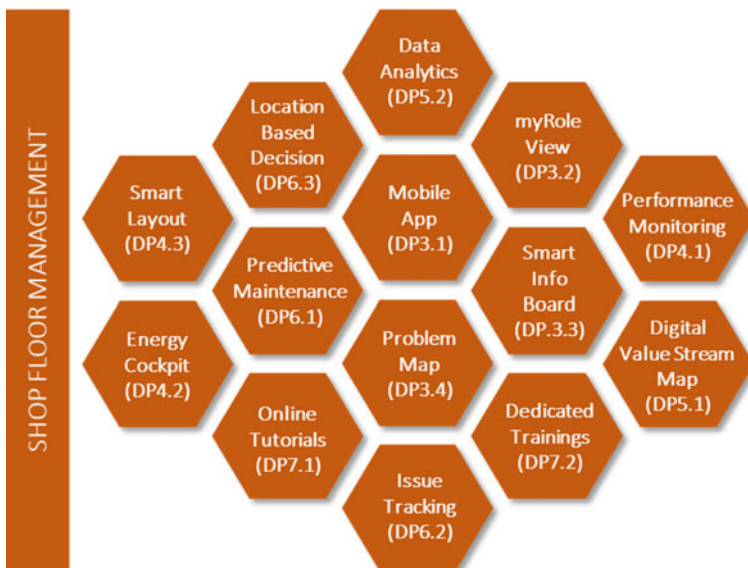 SHOP FLOOR MANAGEMENT
Data
Analytics
(DP5.2)
Location
Based
Decision
(DP6.3)
myRole
View
(DP3.2)
Smart
Layout
(DP4.3)
Mobile
App
(DP3.1)
Performance
Monitoring
(DP4.1)
Predictive
Maintenance
(DP6.1)
Smart
Info
Board
(DP.3.3)
Energy
Cockpit
(DP4.2)
Problem
Map
(DP3.4)
Digital
Value Stream
Map
(DP5.1)
Online
Tutorials
(DP7.1)
Dedicated
Trainings
(DP7.2)
Issue
Tracking
(DP6.2)